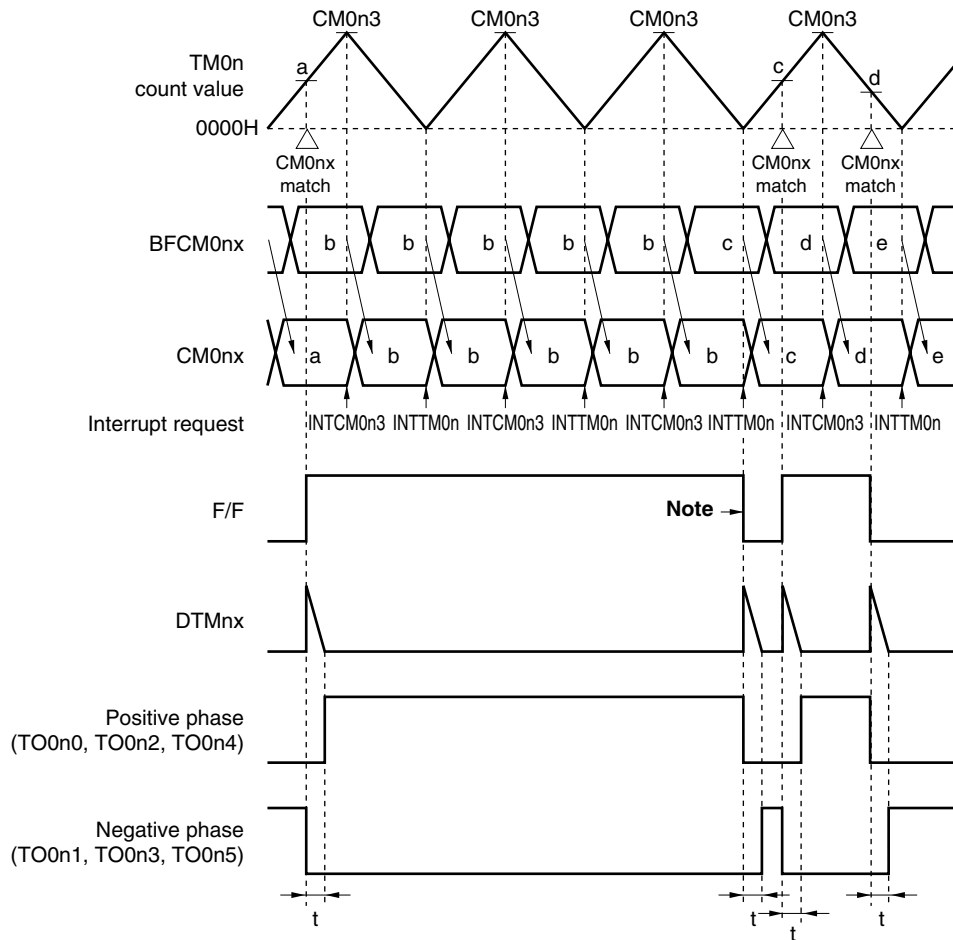 CM0n3 CM0n3 CM0n3 CM0n3
TM0n
count value
a c d
0000H
CM0nx
match
CM0nx
match
CM0nx
match
BFCM0nx b b b b b c d e
CM0nx a b b b b b c d e
Interrupt request INTCM0n3 INTTM0n INTCM0n3 INTTM0n INTCM0n3 INTTM0n INTCM0n3 INTTM0n
F/F Note
DTMnx
Positive phase
(TO0n0, TO0n2, TO0n4)
Negative phase
(TO0n1, TO0n3, TO0n5)
t t t t